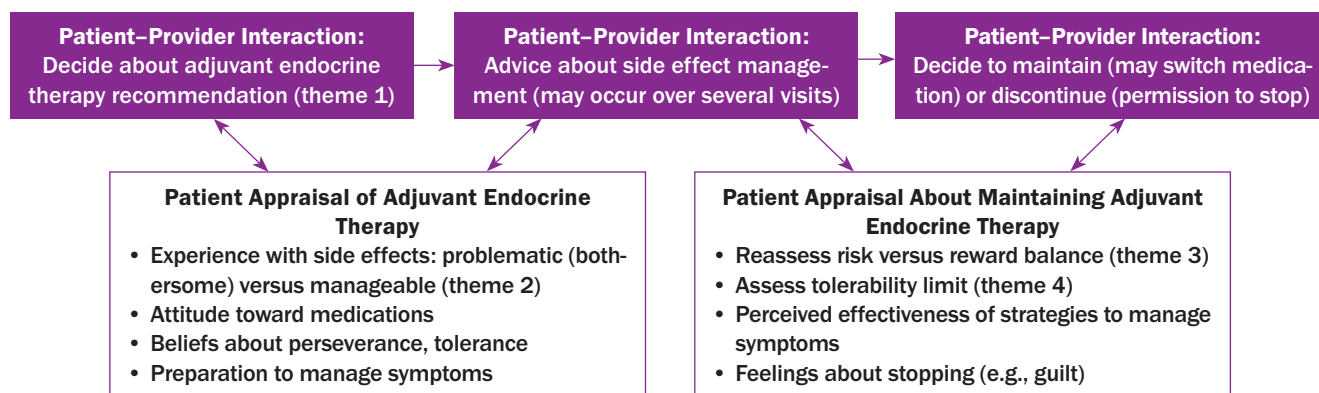 Patient–Provider Interaction:
Decide about adjuvant endocrine
therapy recommendation (theme 1)
Patient–Provider Interaction:
Advice about side effect manage-
ment (may occur over several visits)
Patient–Provider Interaction:
Decide to maintain (may switch medica-
tion) or discontinue (permission to stop)
Patient Appraisal of Adjuvant Endocrine
Therapy
• Experience with side effects: problematic (both-
ersome) versus manageable (theme 2)
• Attitude toward medications
• Beliefs about perseverance, tolerance
• Preparation to manage symptoms
Patient Appraisal About Maintaining Adjuvant
Endocrine Therapy
• Reassess risk versus reward balance (theme 3)
• Assess tolerability limit (theme 4)
• Perceived effectiveness of strategies to manage
symptoms
• Feelings about stopping (e.g., guilt)